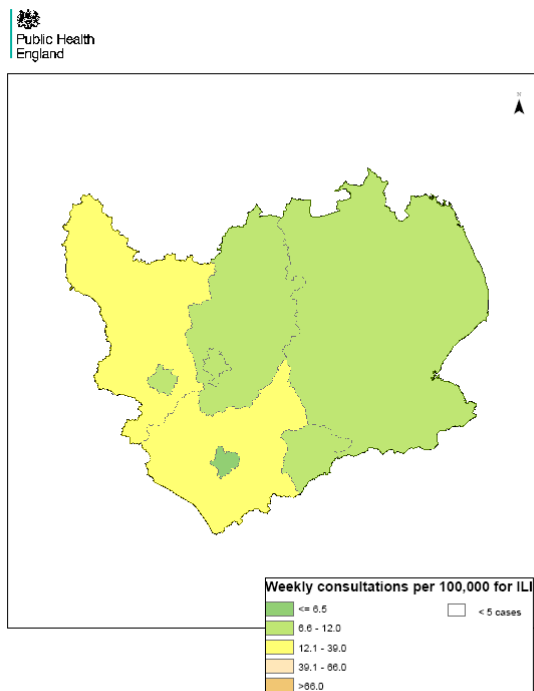 Public Health
England
Weekly consultations per 100,000 for ILI
<= 6.5
< 5 cases
6.6 - 12.0
12.1 - 39.0
39.1 - 66.0
>66.0